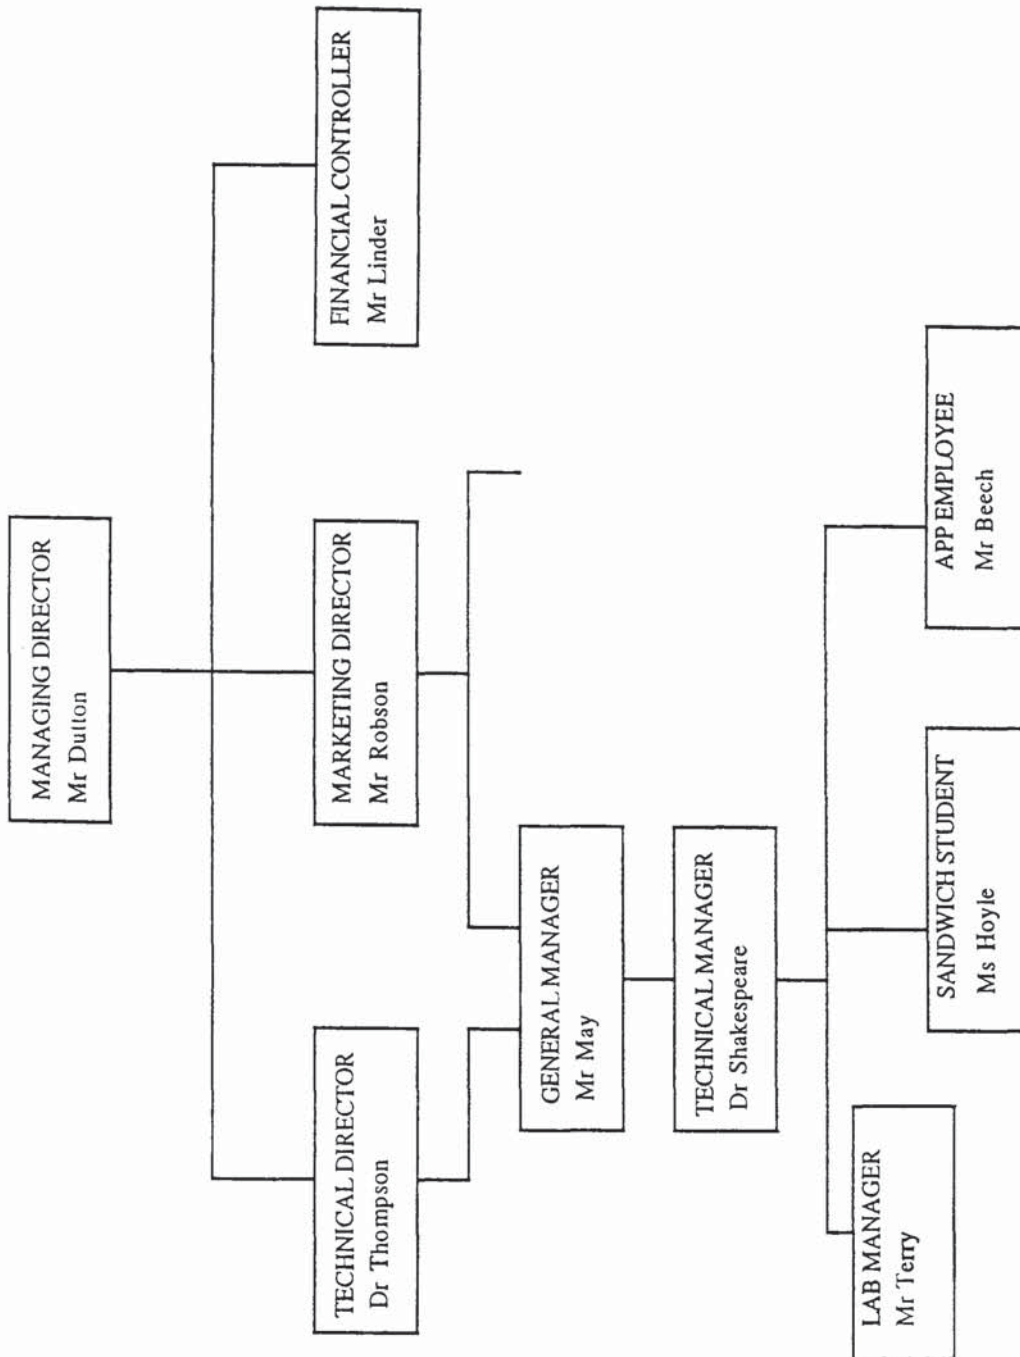 MANAGING DIRECTOR
Mr Dutton
TECHNICAL DIRECTOR
Dr Thompson
MARKETING DIRECTOR
Mr Robson
FINANCIAL CONTROLLER
Mr Linder
GENERAL MANAGER
Mr May
TECHNICAL MANAGER
Dr Shakespeare
LAB MANAGER
Mr Terry
SANDWICH STUDENT
Ms Hoyle
APP EMPLOYEE
Mr Beech